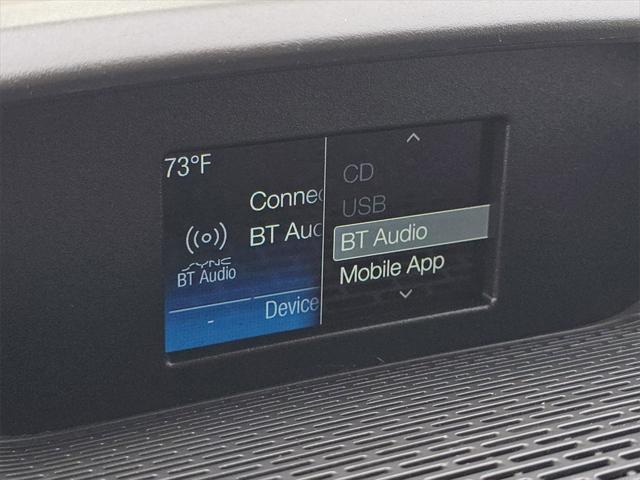 73°F
Connec
BT Aud
SYNC
BT Audio
-
Device
CD
USB
BT Audio
Mobile App